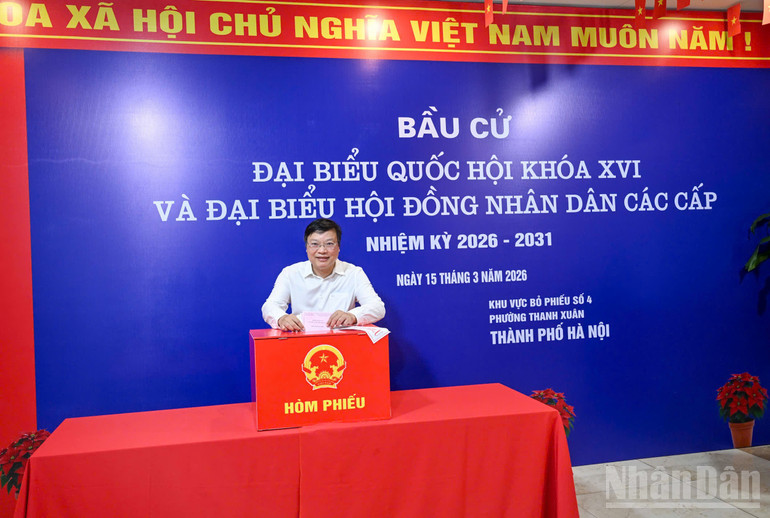 OA XÃ HỘI CHỦ NGHĨA VIỆT NAM MUÔN NĂM !
BẦU CỬ
ĐẠI BIỂU QUỐC HỘI KHÓA XVI
VÀ ĐẠI BIỂU HỘI ĐỒNG NHÂN DÂN CÁC CẤP
NHIỆM KỲ 2026 - 2031
NGÀY 15 THÁNG 3 NĂM 2026
KHU VỰC BỎ PHIẾU SỐ 4
PHƯỜNG THANH XUÂN
THÀNH PHỐ HÀ NỘI
HÒM PHIẾU
NhânDân